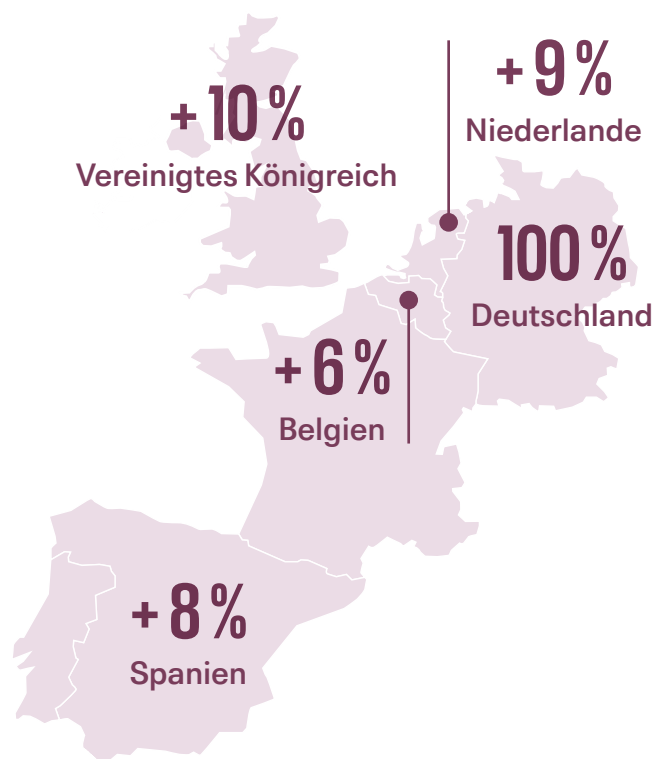 + 9 %
Niederlande
+ 10 %
Vereinigtes Königreich
100 %
Deutschland
+ 6 %
Belgien
+ 8 %
Spanien